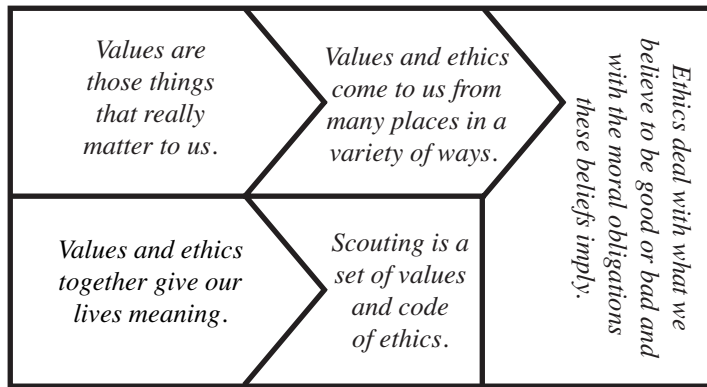 Values are
those things
that really
matter to us.
Values and ethics
come to us from
many places in a
variety of ways.
Ethics deal with what we
believe to be good or bad and
with the moral obligations
these beliefs imply.
Values and ethics
together give our
lives meaning.
Scouting is a
set of values
and code
of ethics.